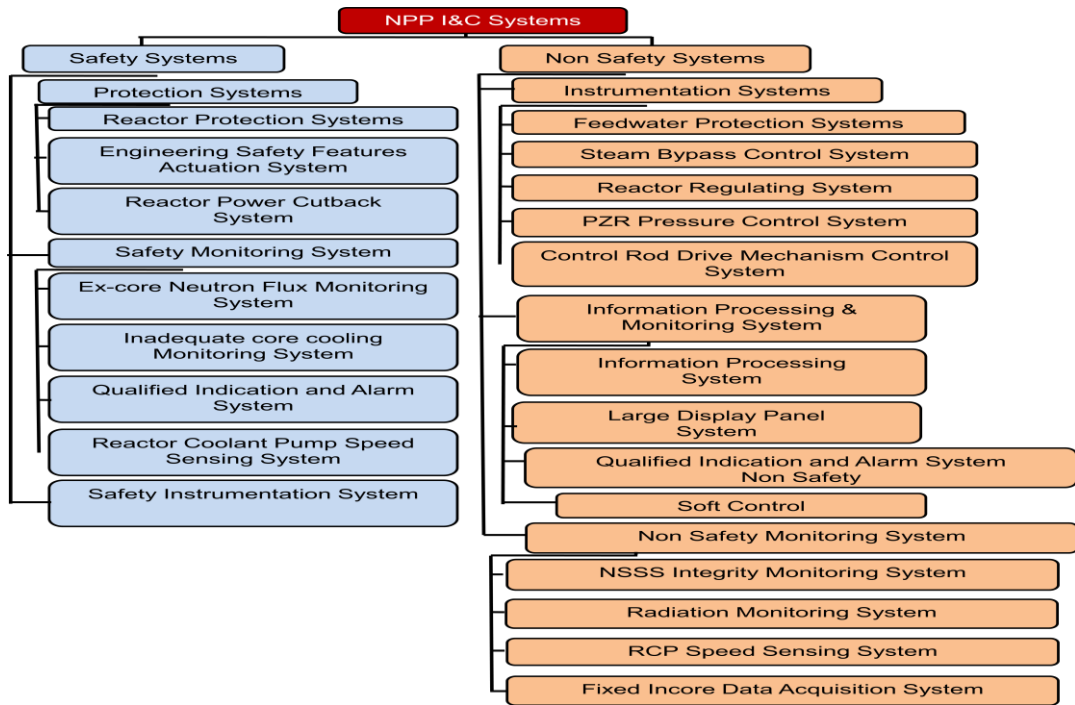 NPP I&C Systems
Safety Systems
Protection Systems
Reactor Protection Systems
Engineering Safety Features
Actuation System
Reactor Power Cutback
System
Safety Monitoring System
Ex-core Neutron Flux Monitoring
System
Inadequate core cooling
Monitoring System
Qualified Indication and Alarm
System
Reactor Coolant Pump Speed
Sensing System
Safety Instrumentation System
Non Safety Systems
Instrumentation Systems
Feedwater Protection Systems
Steam Bypass Control System
Reactor Regulating System
PZR Pressure Control System
Control Rod Drive Mechanism Control
System
Information Processing &
Monitoring System
Information Processing
System
Large Display Panel
System
Qualified Indication and Alarm System
Non Safety
Soft Control
Non Safety Monitoring System
NSSS Integrity Monitoring System
Radiation Monitoring System
RCP Speed Sensing System
Fixed Incore Data Acquisition System